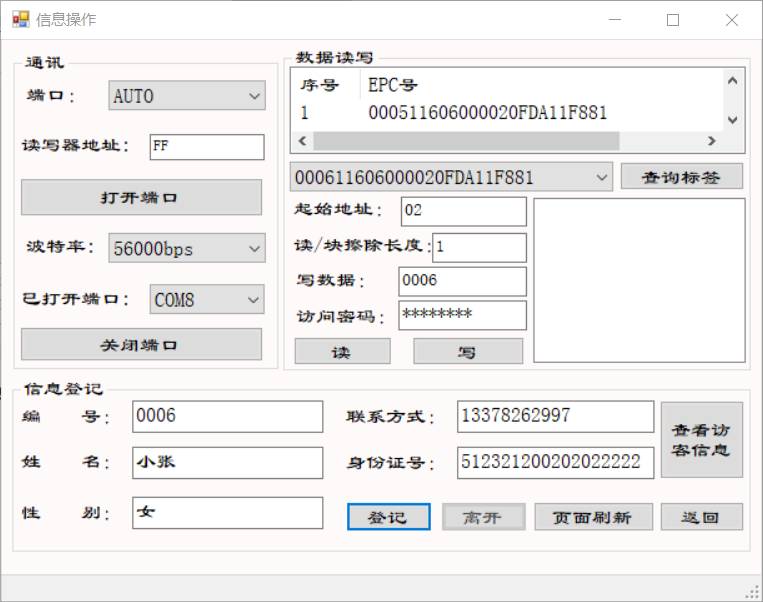 信息操作
通讯
端口： AUTO
读写器地址： FF
打开端口
波特率： 56000bps
已打开端口： COM8
关闭端口
数据读写
序号 EPC号
1 000511606000020FDA11F881
000611606000020FDA11F881 查询标签
起始地址： 02
读/块擦除长度： 1
写数据： 0006
访问密码： ********
读 写
信息登记
编 号： 0006 联系方式： 13378262997
姓 名： 小张 身份证号： 512321200202022222
查看访
客信息
性 别： 女 登记 离开 页面刷新 返回